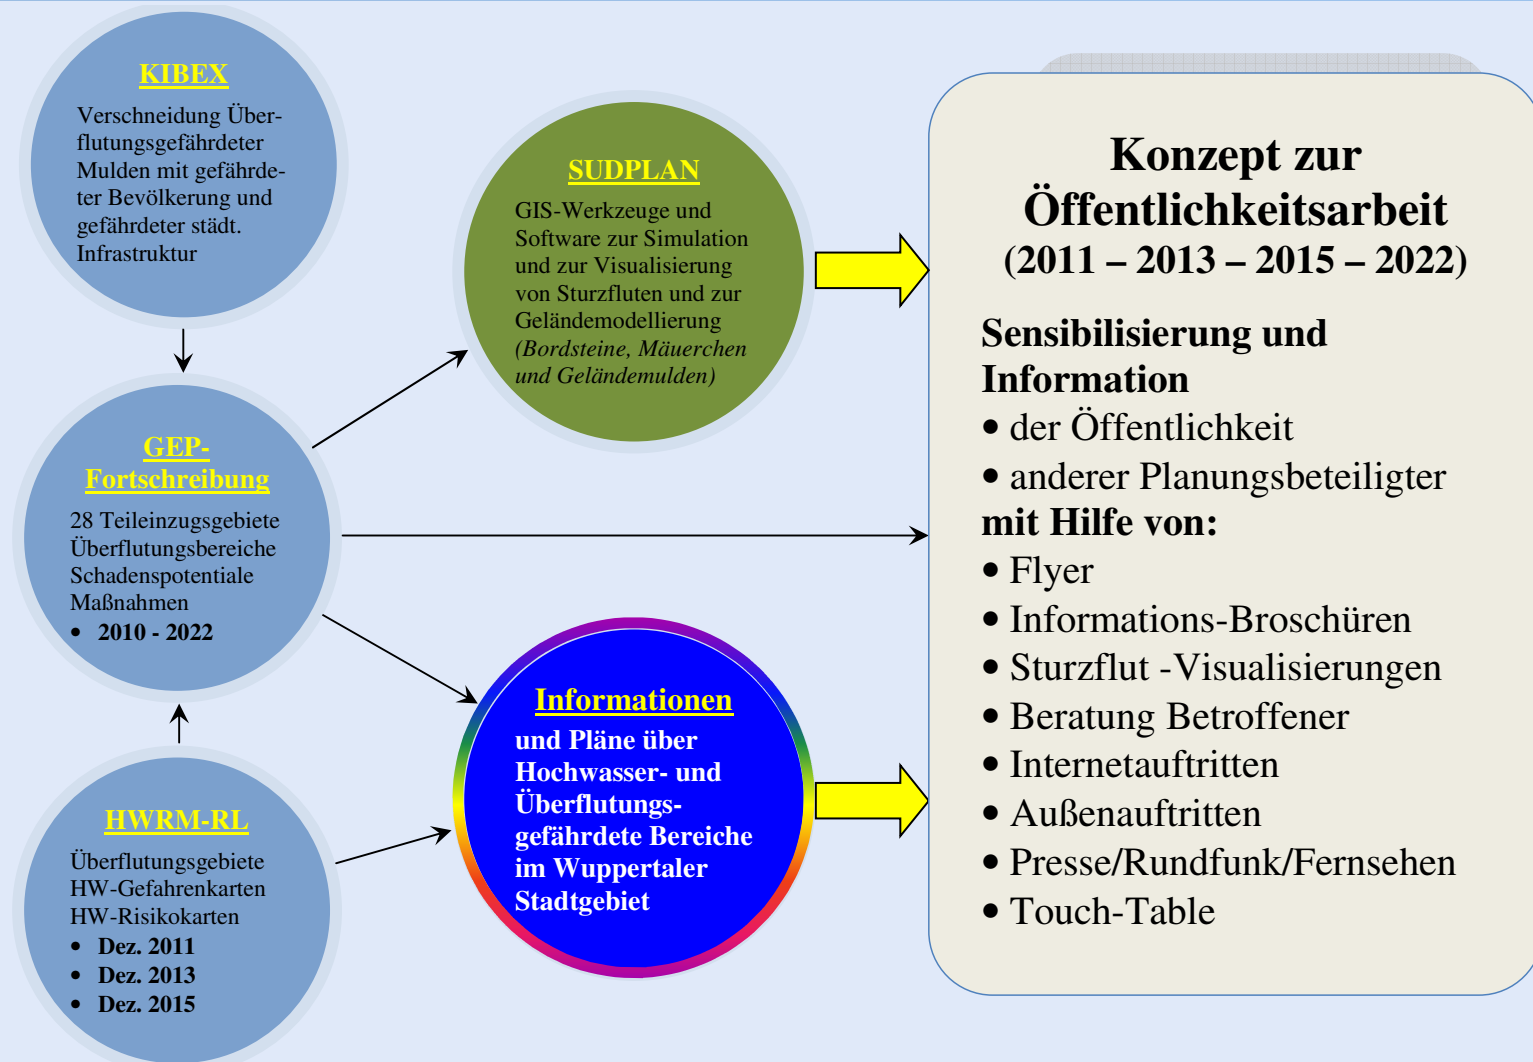 KIBEX
Verschneidung Über-
flutungsgefährdeter
Mulden mit gefährde-
ter Bevölkerung und
gefährdeter städt.
Infrastruktur
GEP-
Fortschreibung
28 Teileinzugsgebiete
Überflutungsbereiche
Schadenspotentiale
Maßnahmen
• 2010 - 2022
HWRM-RL
Überflutungsgebiete
HW-Gefahrenkarten
HW-Risikokarten
• Dez. 2011
• Dez. 2013
• Dez. 2015
SUDPLAN
GIS-Werkzeuge und
Software zur Simulation
und zur Visualisierung
von Sturzfluten und zur
Geländemodellierung
(Bordsteine, Mäuerchen
und Geländemulden)
Informationen
und Pläne über
Hochwasser- und
Überflutungs-
gefährdete Bereiche
im Wuppertaler
Stadtgebiet
Konzept zur
Öffentlichkeitsarbeit
(2011 – 2013 – 2015 – 2022)
Sensibilisierung und
Information
• der Öffentlichkeit
• anderer Planungsbeteiligter
mit Hilfe von:
• Flyer
• Informations-Broschüren
• Sturzflut -Visualisierungen
• Beratung Betroffener
• Internetauftritten
• Außenauftritten
• Presse/Rundfunk/Fernsehen
• Touch-Table